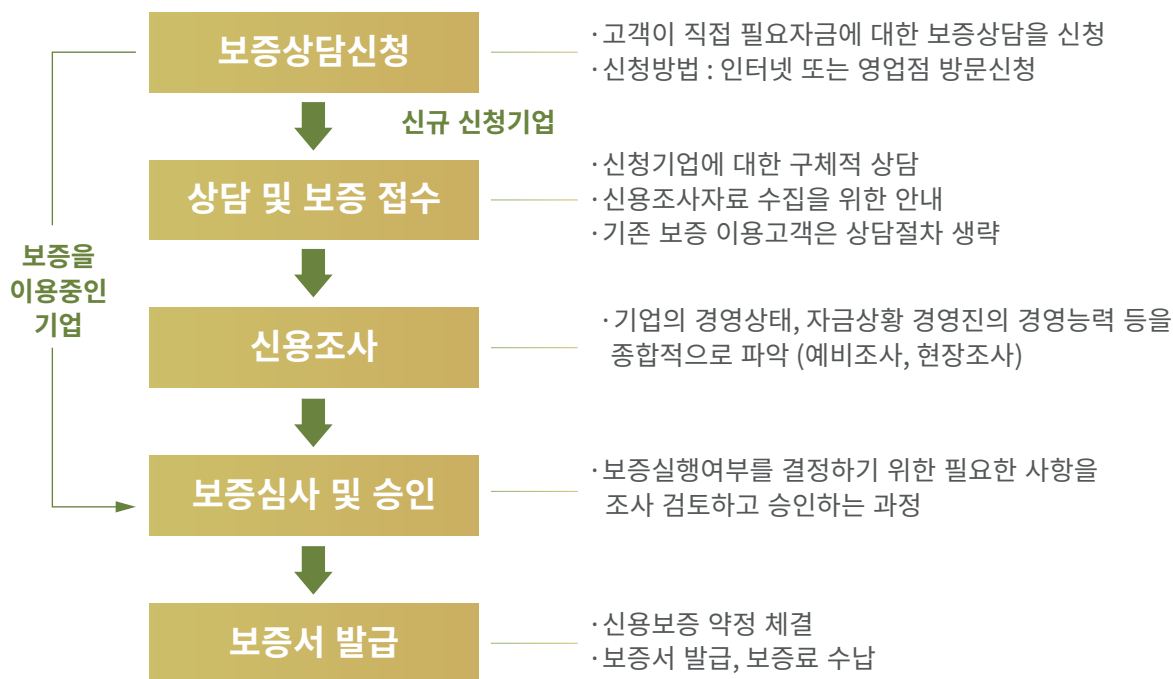 보증상담신청
·고객이 직접 필요자금에 대한 보증상담을 신청
·신청방법 : 인터넷 또는 영업점 방문신청
신규 신청기업
상담 및 보증 접수
·신청기업에 대한 구체적 상담
·신용조사자료 수집을 위한 안내
·기존 보증 이용고객은 상담절차 생략
보증을
이용중인
기업
신용조사
·기업의 경영상태, 자금상황 경영진의 경영능력 등을
종합적으로 파악 (예비조사, 현장조사)
보증심사 및 승인
·보증실행여부를 결정하기 위한 필요한 사항을
조사 검토하고 승인하는 과정
보증서 발급
·신용보증 약정 체결
·보증서 발급, 보증료 수납